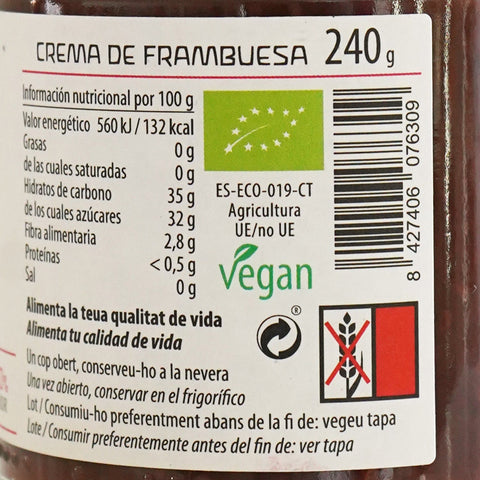 CREMA DE FRAMBUESA 240 g
Información nutricional por 100 g
Valor energético 560 kJ / 132 kcal
Grasas 0 g
de las cuales saturadas 0 g
Hidratos de carbono 35 g
de los cuales azúcares 32 g
Fibra alimentaria 2,8 g
Proteínas < 0,5 g
Sal 0 g
ES-ECO-019-CT
Agricultura
UE/no UE
Vegan
®
8 427406 076309
Alimenta la teua qualitat de vida
Alimenta tu calidad de vida
Un cop obert, conserveu-ho a la nevera
Una vez abierto, conservar en el frigorífico
Lot / Consumiu-ho preferentment abans de la fi de: vegeu tapa
Lote / Consumir preferentemente antes del fin de: ver tapa